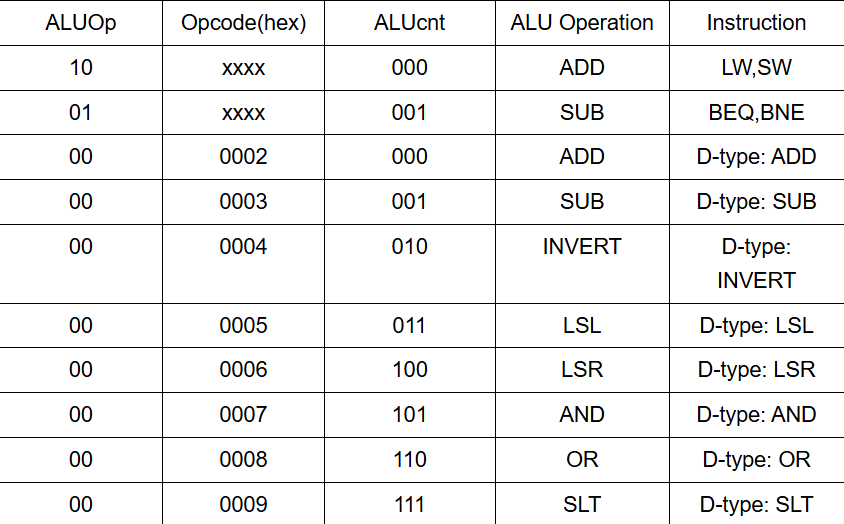 ALUOp Opcode(hex) ALUcnt ALU Operation Instruction
10 xxxx 000 ADD LW,SW
01 xxxx 001 SUB BEQ,BNE
00 0002 000 ADD D-type: ADD
00 0003 001 SUB D-type: SUB
00 0004 010 INVERT D-type:
INVERT
00 0005 011 LSL D-type: LSL
00 0006 100 LSR D-type: LSR
00 0007 101 AND D-type: AND
00 0008 110 OR D-type: OR
00 0009 111 SLT D-type: SLT